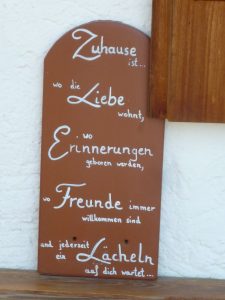 Zuhause
ist...
wo die
Liebe
wohnt,
wo
Erinnerungen
geboren werden,
wo Freunde immer
willkommen sind
und jederzeit
ein Lächeln
auf dich wartet...